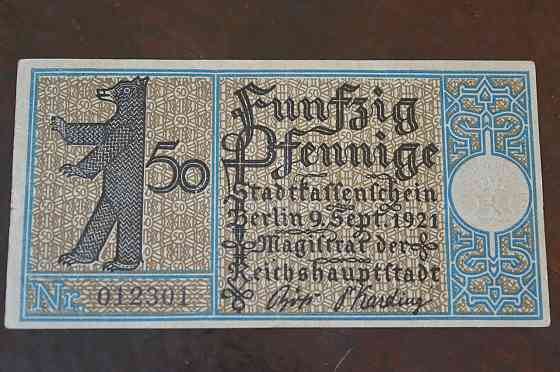 50
Funfzig
Pfennige
Stadtkassenschein
Berlin 9. Sept. 1921
Magistrat der
Reichshauptstadt
Nr. 012301